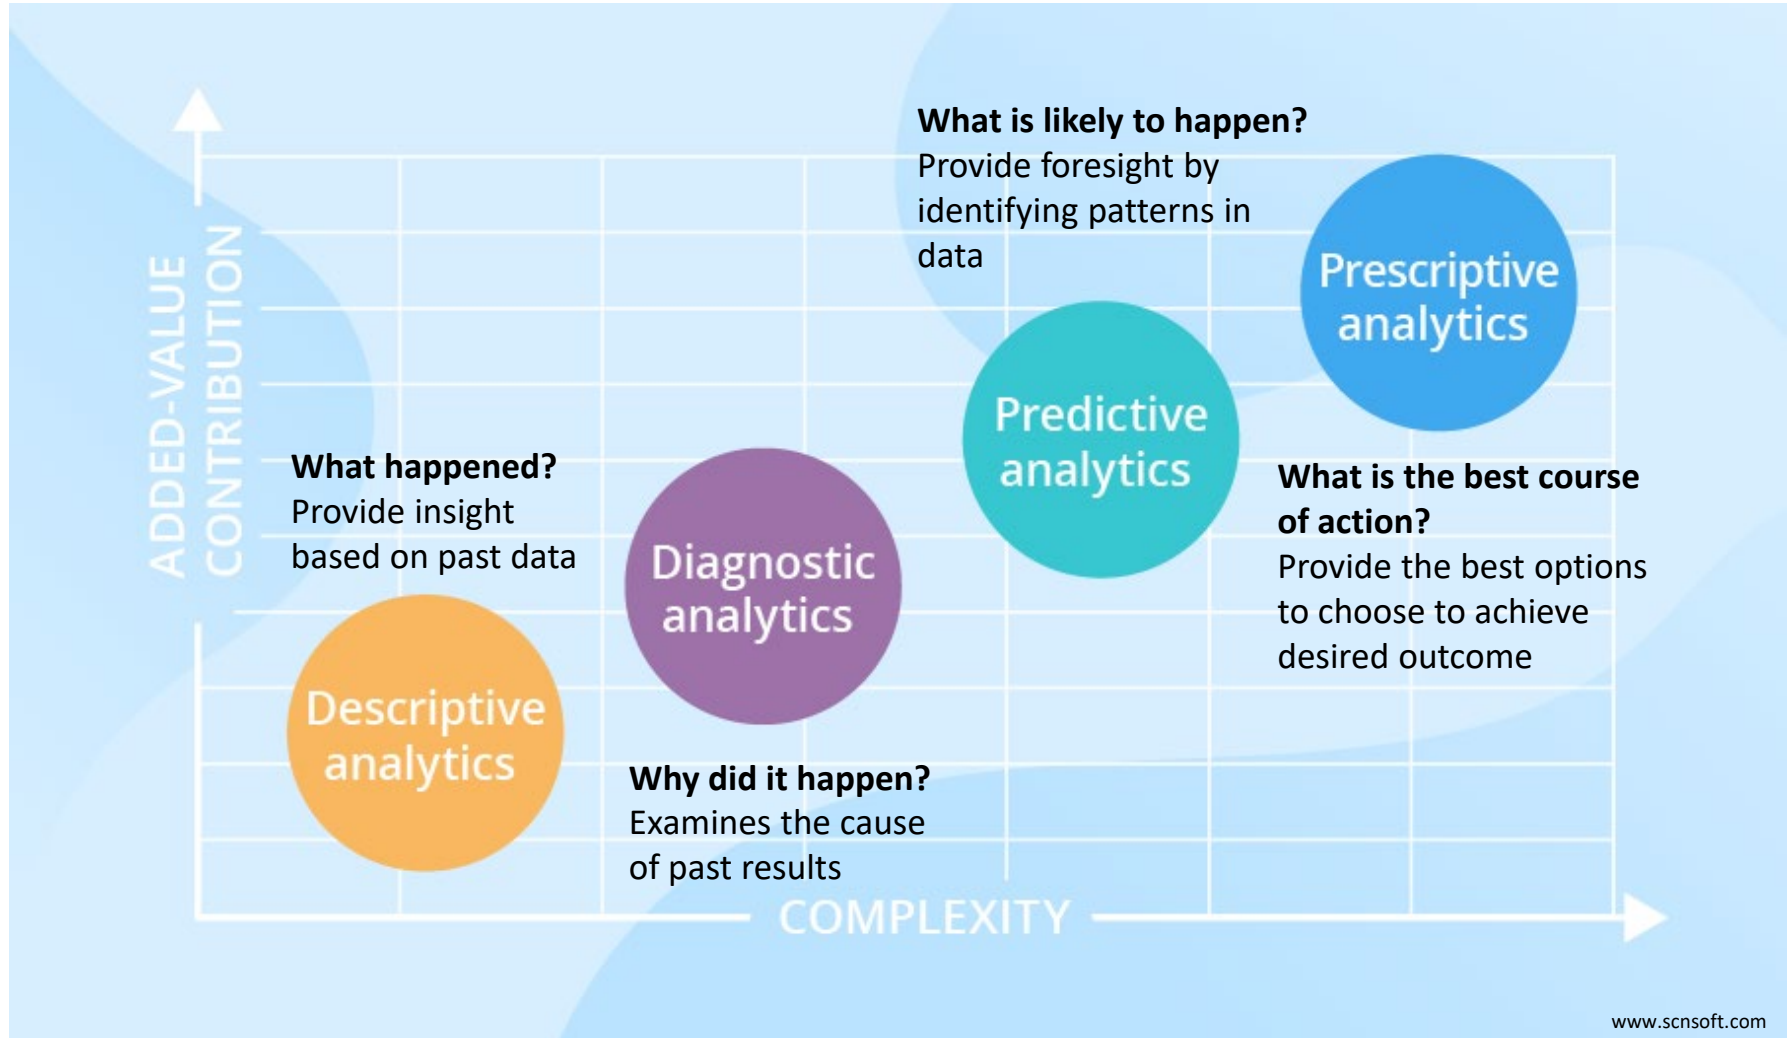 What is likely to happen?
Provide foresight by
identifying patterns in
data
Prescriptive
analytics
ADDED-VALUE
CONTRIBUTION
Predictive
analytics
What happened?
Provide insight
based on past data
What is the best course
of action?
Provide the best options
to choose to achieve
desired outcome
Diagnostic
analytics
Descriptive
analytics
Why did it happen?
Examines the cause
of past results
COMPLEXITY
www.scnsoft.com